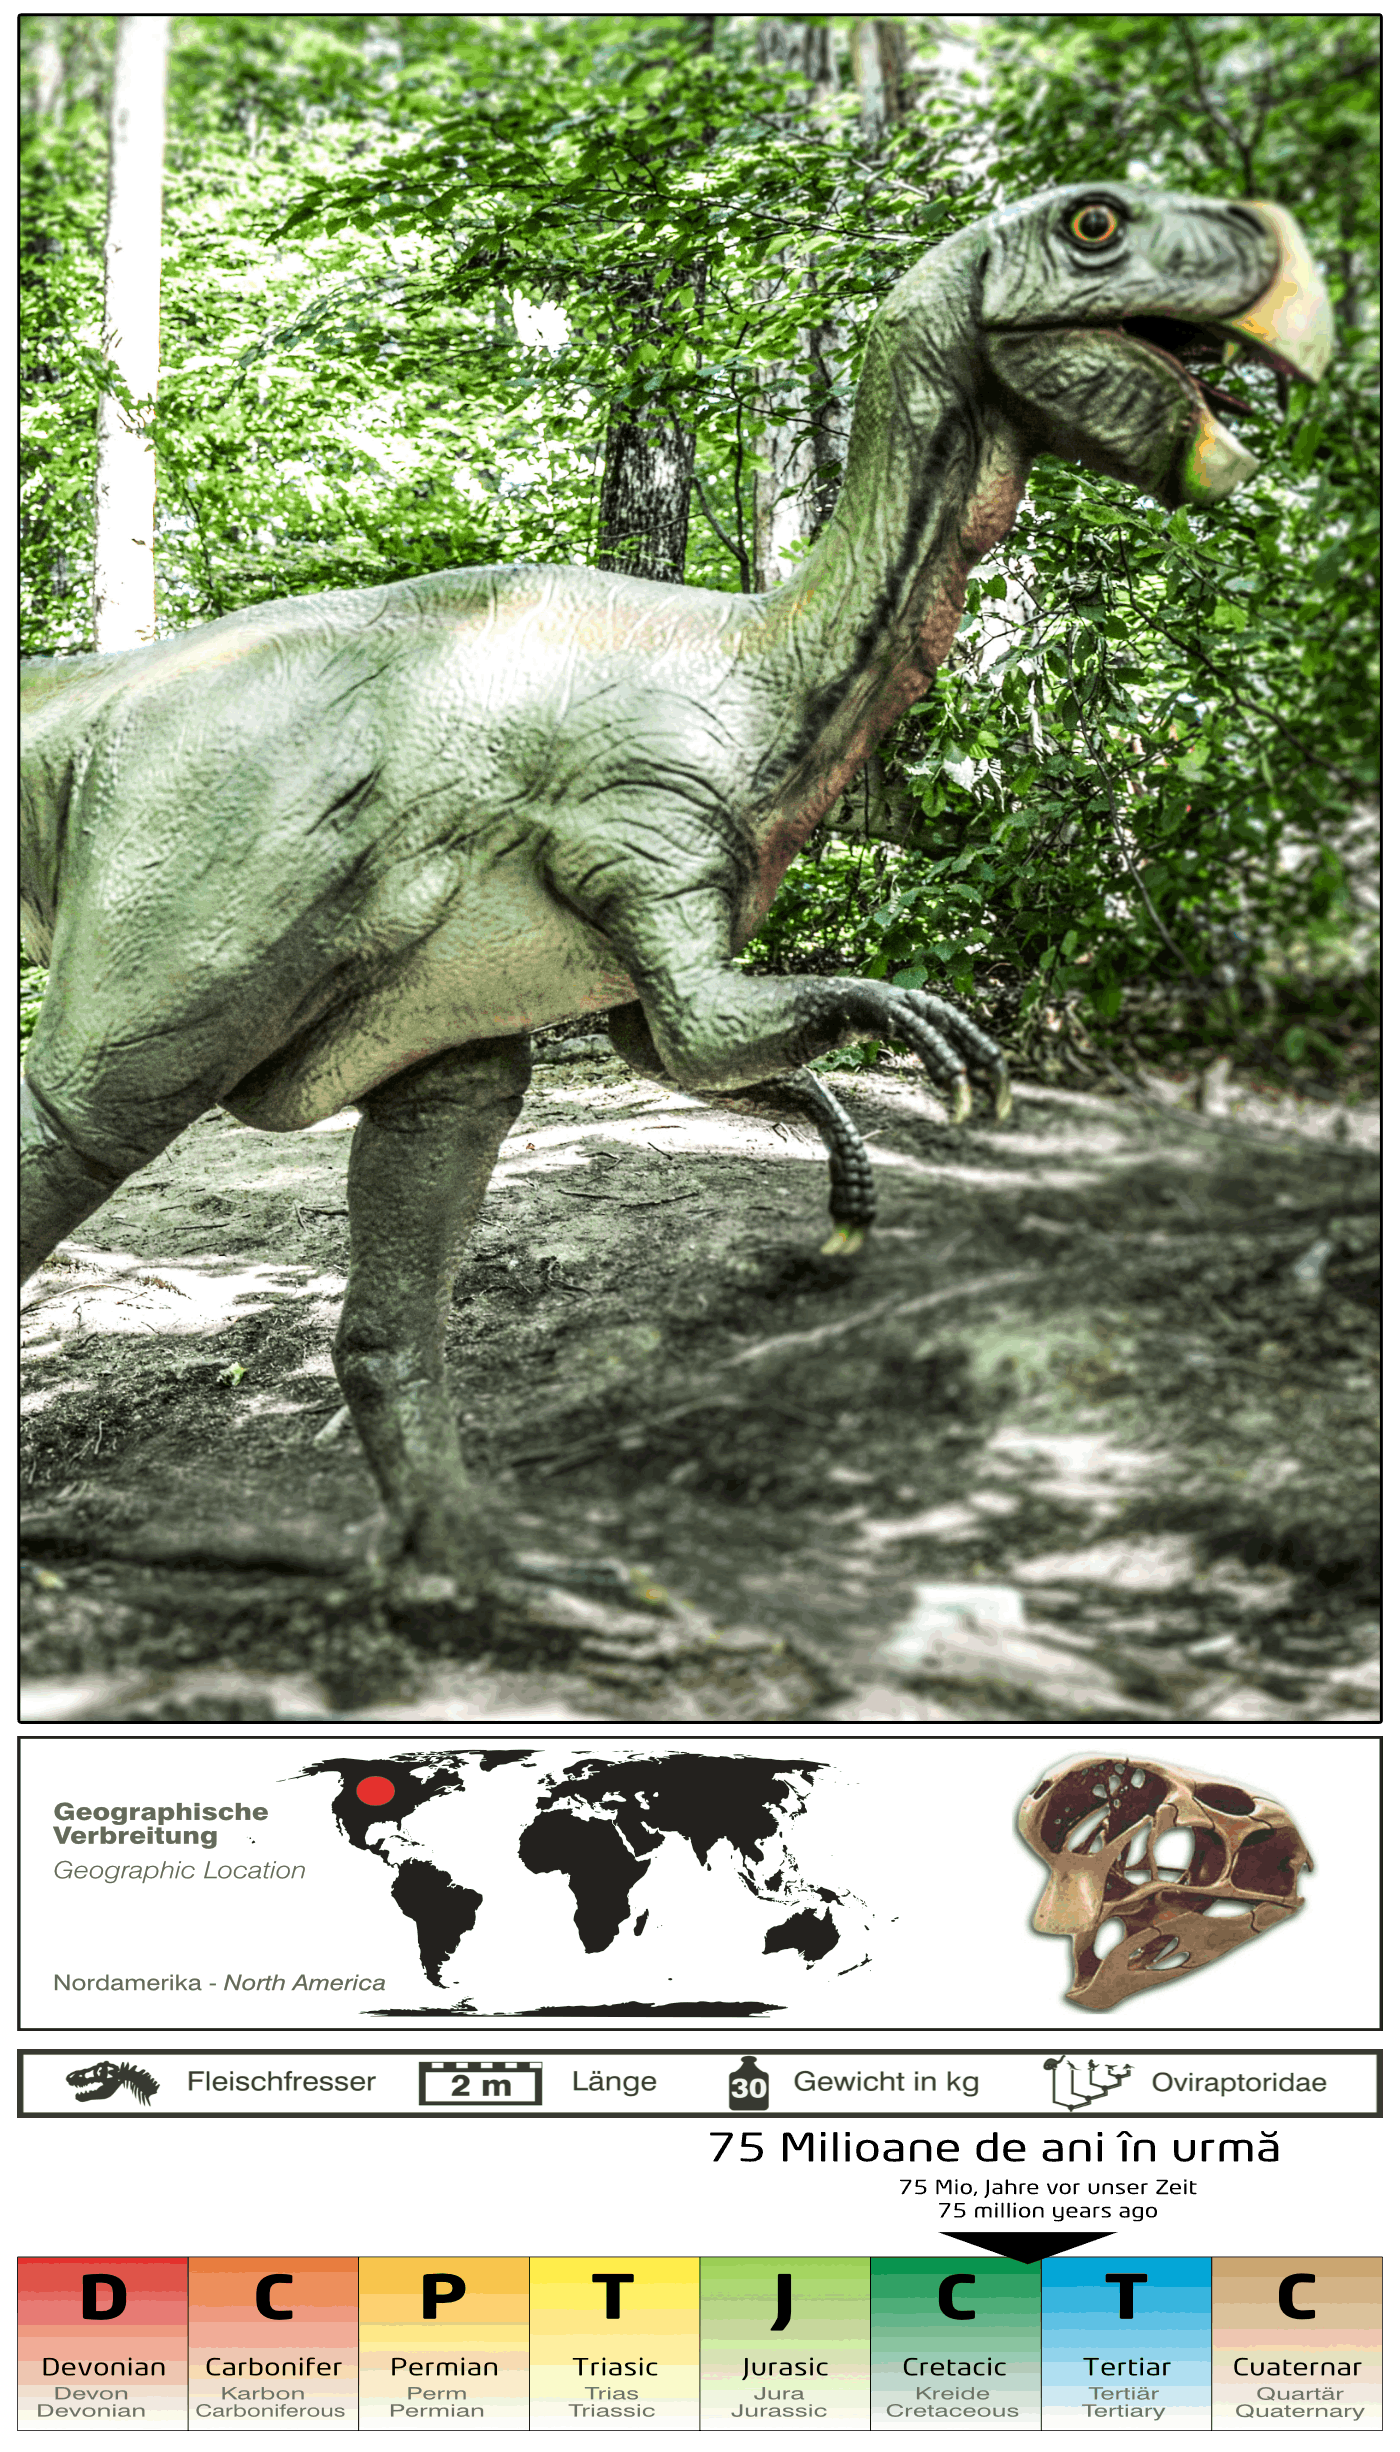 Geographische
Verbreitung
Geographic Location
Nordamerika - North America
Fleischfresser 2 m Länge 30 Gewicht in kg Oviraptoridae
75 Milioane de ani în urmă
75 Mio, Jahre vor unser Zeit
75 million years ago
D C P T J C T C
Devonian Carbonifer Permian Triasic Jurasic Cretacic Tertiar Cuaternar
Devon Karbon Perm Trias Jura Kreide Tertiär Quartär
Devonian Carboniferous Permian Triassic Jurassic Cretaceous Tertiary Quaternary